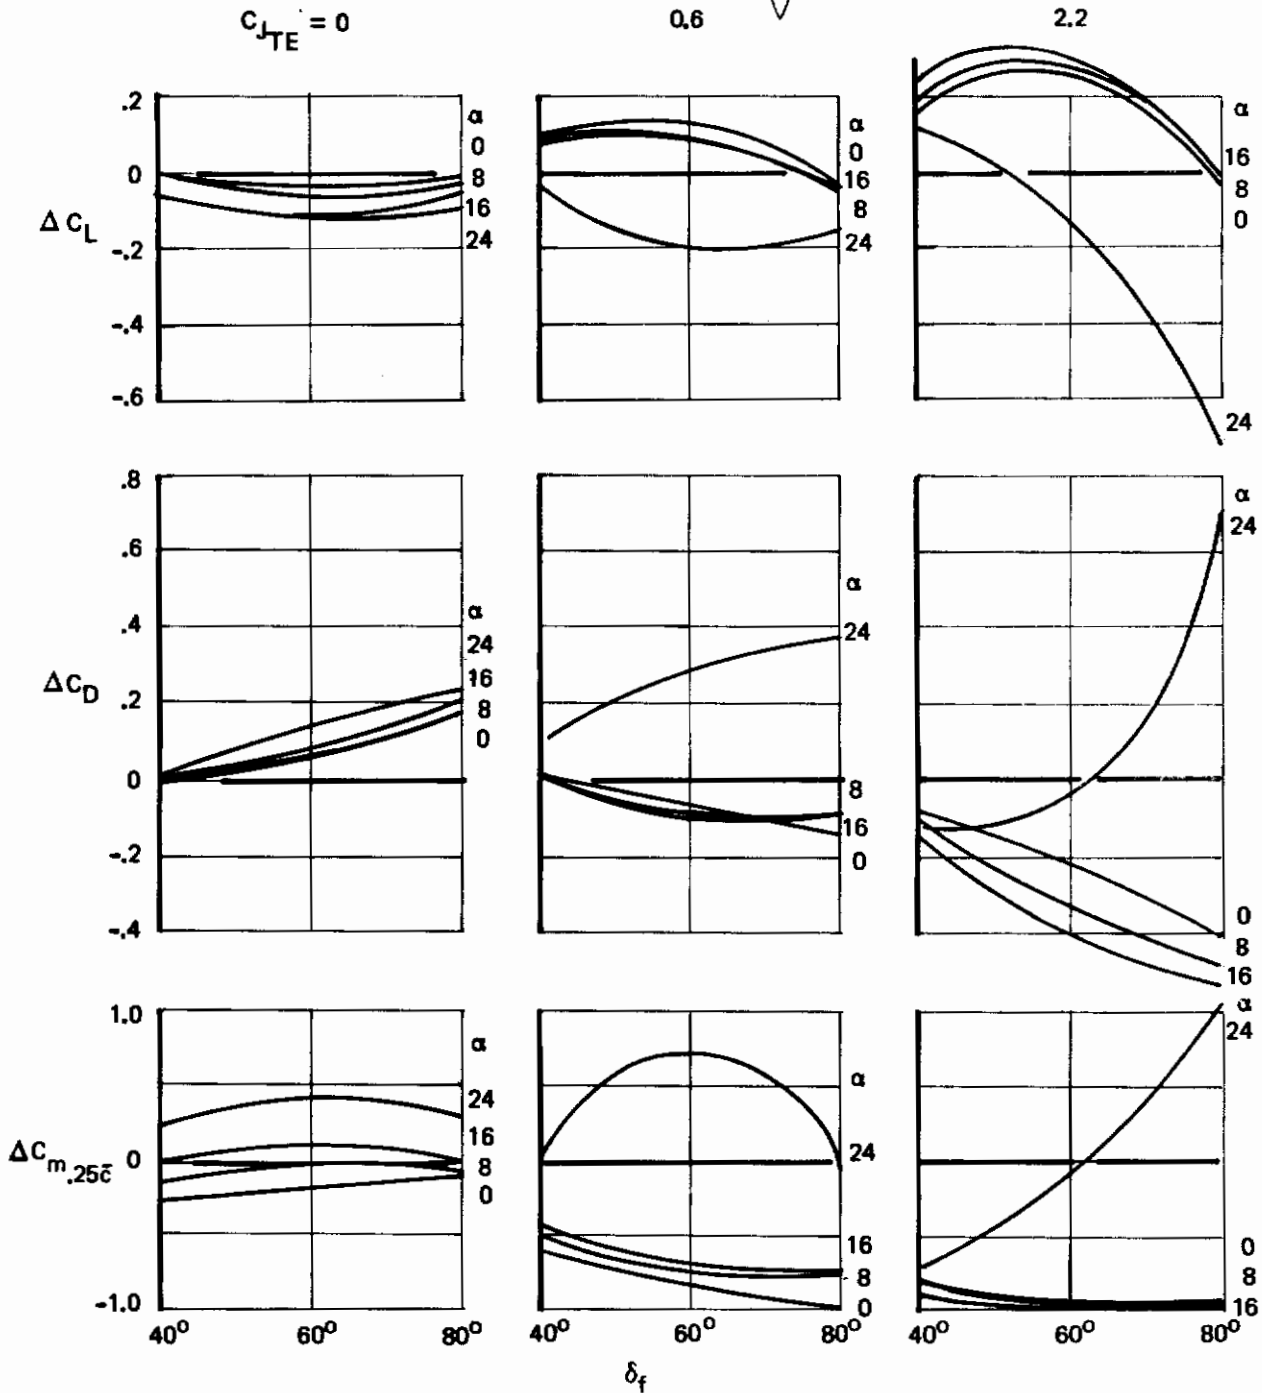 C_J_TE = 0 0.6 2.2
.2 α α α
0 0 16
0 8 16 8
ΔC_L 16 8 0
-.2 24 24
-.4
-.6 24
.8 α
24
.6 α
.4 α 24
24
ΔC_D 16
.2 8
0
0 8
16
-.2 0 0
8
-.4 16
1.0 α α α
24
24
16 24
ΔC_m.25c̄ 0 8
0
16 0
8 8
-1.0 0 16
40° 60° 80° 40° 60° 80° 40° 60° 80°
δ_f